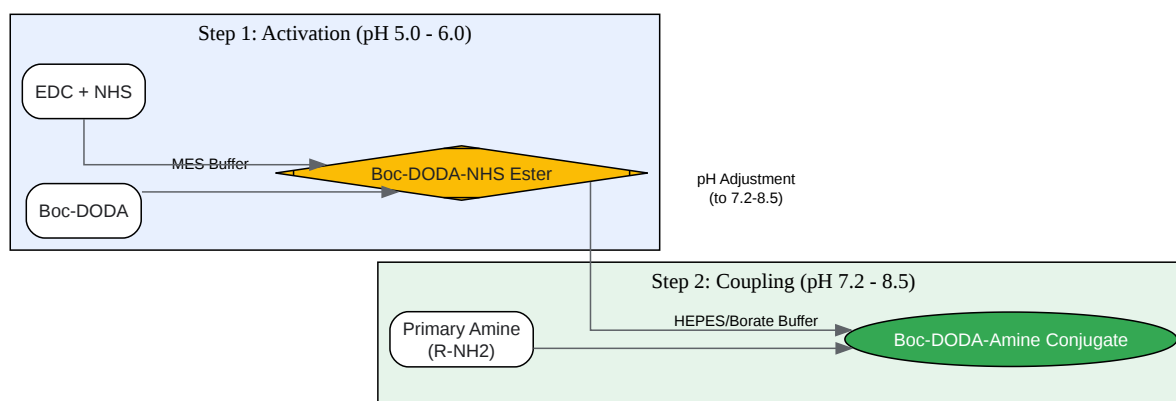 Step 1: Activation (pH 5.0 - 6.0)
EDC + NHS
MES Buffer
Boc-DODA-NHS Ester
Boc-DODA
pH Adjustment
(to 7.2-8.5)
Step 2: Coupling (pH 7.2 - 8.5)
HEPES/Borate Buffer
Primary Amine
(R-NH2)
Boc-DODA-Amine Conjugate